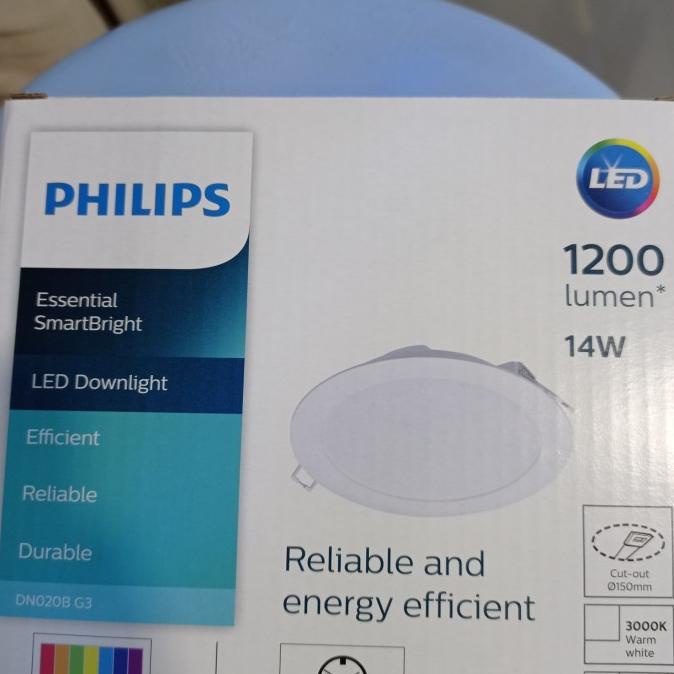 PHILIPS
Essential
SmartBright
LED Downlight
Efficient
Reliable
Durable
DN020B G3
LED
1200
lumen*
14W
Reliable and
energy efficient
Cut-out
Ø150mm
3000K
Warm
white